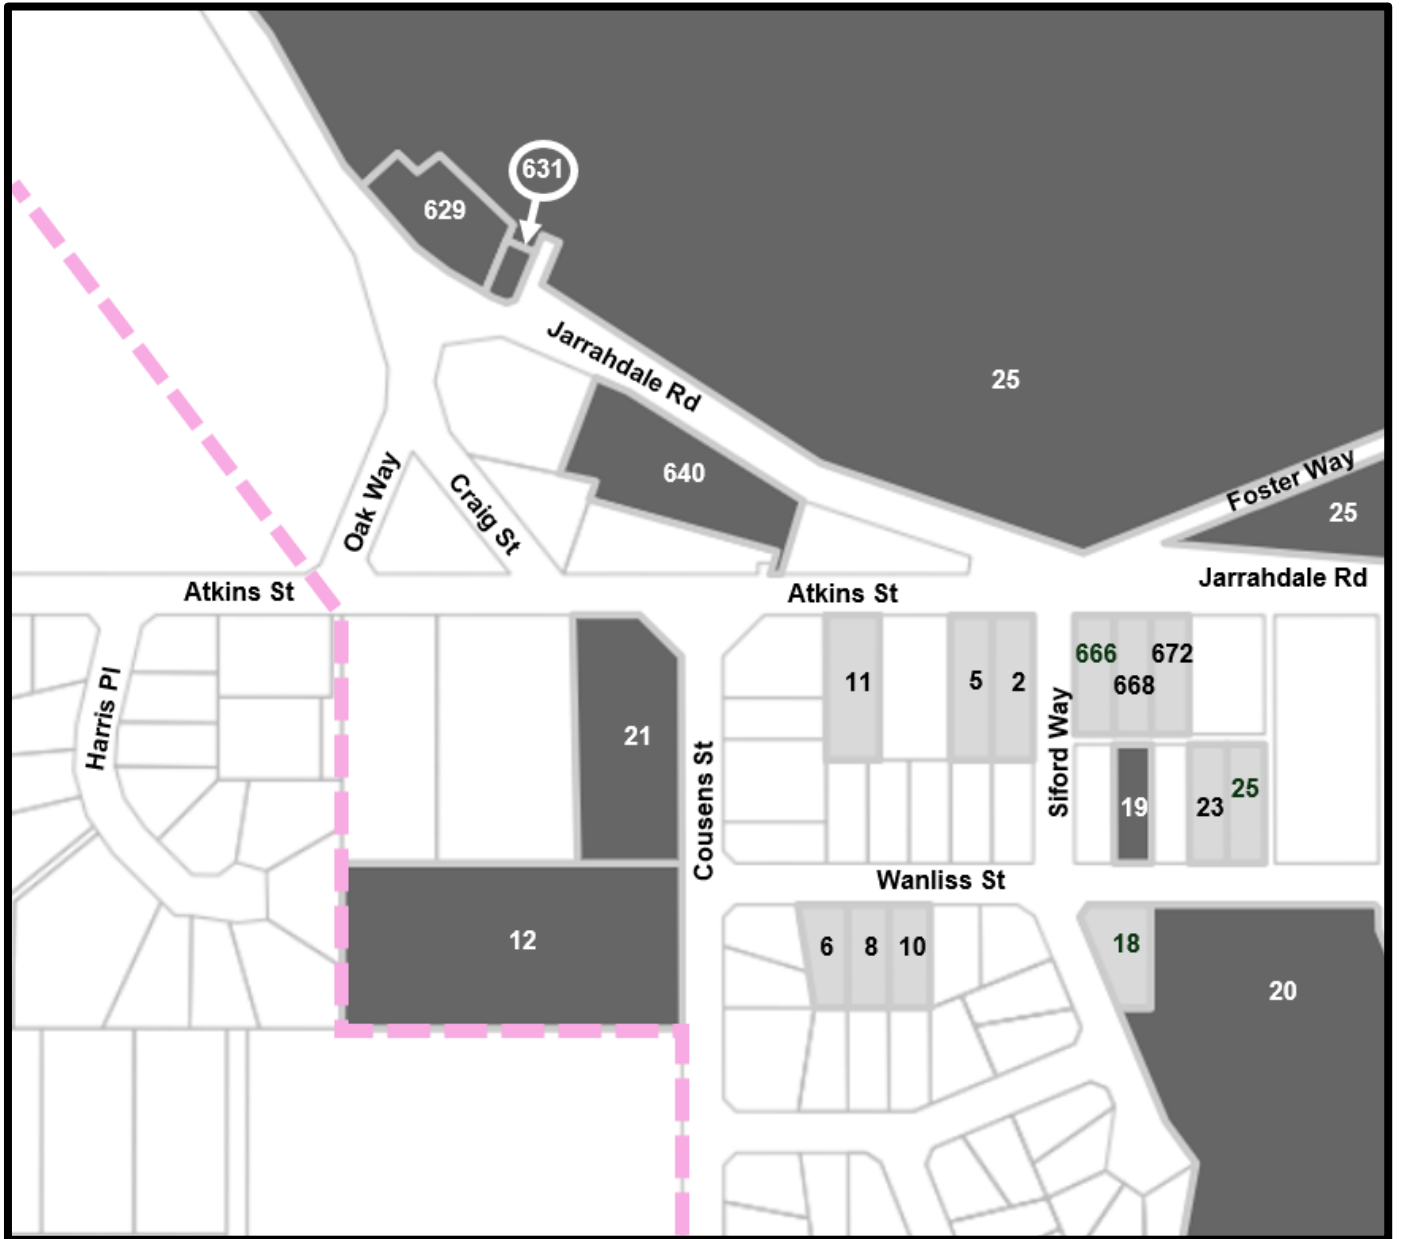 631
629
Jarrahdale Rd
25
640
Foster Way
25
Oak Way
Craig St
Jarrahdale Rd
Atkins St
Atkins St
Harris Pl
21
Cousens St
11
5
2
Siford Way
666
668
672
19
23
25
Wanliss St
12
6
8
10
18
20